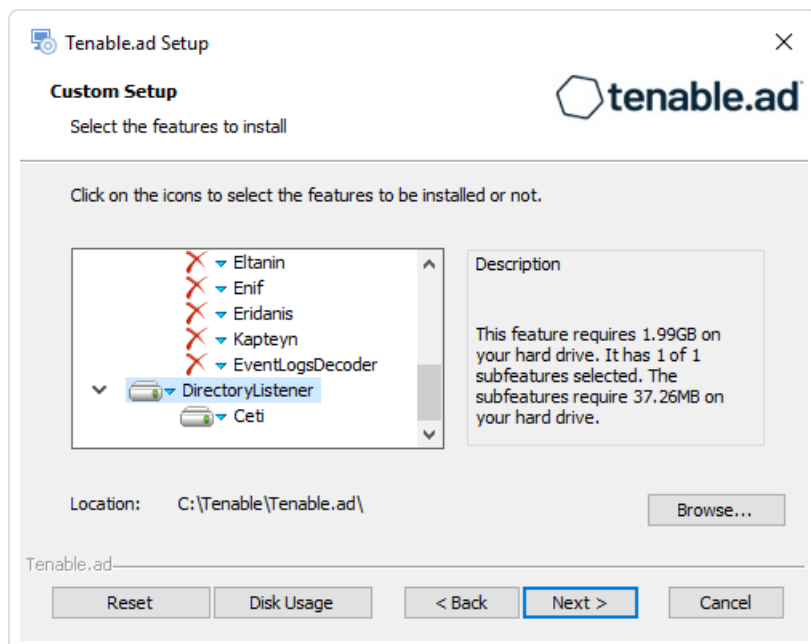 Tenable.ad Setup
Custom Setup
tenable.ad
Select the features to install
Click on the icons to select the features to be installed or not.
Eltanin
Enif
Eridanis
Kapteyn
EventLogsDecoder
DirectoryListener
Ceti
Description
This feature requires 1.99GB on
your hard drive. It has 1 of 1
subfeatures selected. The
subfeatures require 37.26MB on
your hard drive.
Location: C:\Tenable\Tenable.ad\
Browse...
Tenable.ad
Reset Disk Usage < Back Next > Cancel